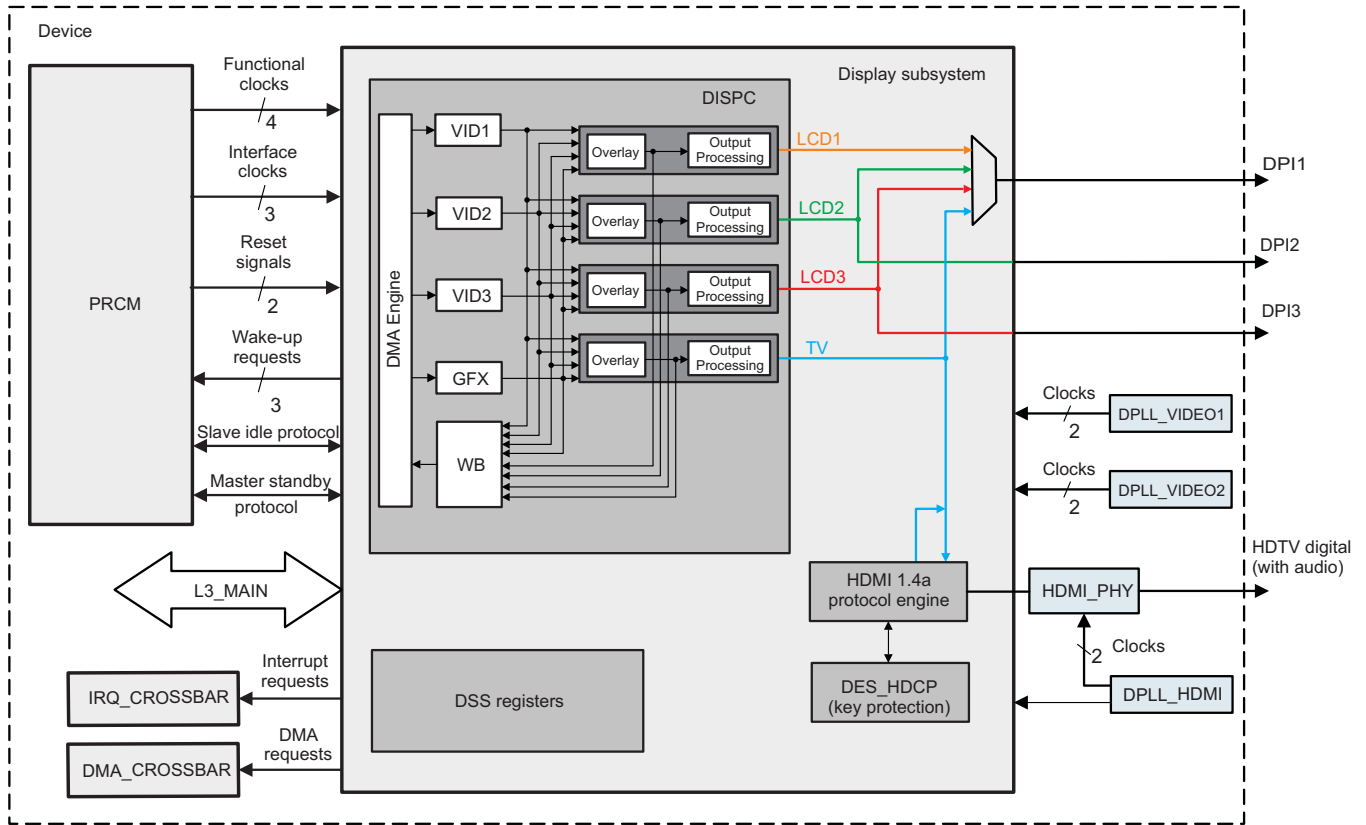 Device
PRCM
Functional
clocks
4
Interface
clocks
3
Reset
signals
2
Wake-up
requests
3
Slave idle protocol
Master standby
protocol
L3_MAIN
Interrupt
requests
IRQ_CROSSBAR
DMA
requests
DMA_CROSSBAR
Display subsystem
DISPC
DMA Engine
VID1
VID2
VID3
GFX
WB
Overlay
Output
Processing
Overlay
Output
Processing
Overlay
Output
Processing
Overlay
Output
Processing
LCD1
LCD2
LCD3
TV
DSS registers
HDMI 1.4a
protocol engine
DES_HDCP
(key protection)
DPI1
DPI2
DPI3
Clocks
2
DPLL_VIDEO1
Clocks
2
DPLL_VIDEO2
HDTV digital
(with audio)
HDMI_PHY
2
Clocks
DPLL_HDMI